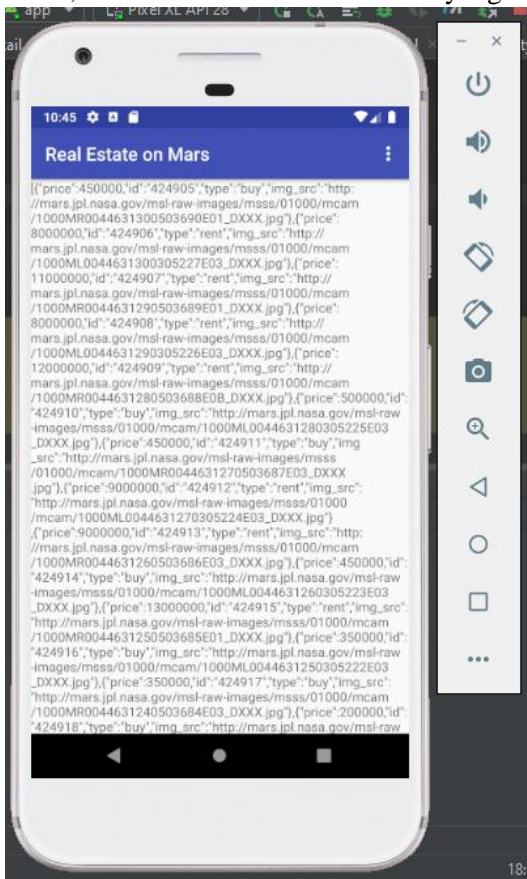 app
Pixel XL API 28
10:45
Real Estate on Mars
[{"price":450000,"id":"424905","type":"buy","img_src":"http:
//mars.jpl.nasa.gov/msl-raw-images/msss/01000/mcam
/1000MR0044631300503690E01_DXXX.jpg"},{"price":
8000000,"id":"424906","type":"rent","img_src":"http://
mars.jpl.nasa.gov/msl-raw-images/msss/01000/mcam
/1000ML0044631300305227E03_DXXX.jpg"},{"price":
11000000,"id":"424907","type":"rent","img_src":"http://
mars.jpl.nasa.gov/msl-raw-images/msss/01000/mcam
/1000MR0044631290503689E01_DXXX.jpg"},{"price":
8000000,"id":"424908","type":"rent","img_src":"http://
mars.jpl.nasa.gov/msl-raw-images/msss/01000/mcam
/1000ML0044631290305226E03_DXXX.jpg"},{"price":
12000000,"id":"424909","type":"rent","img_src":"http://
mars.jpl.nasa.gov/msl-raw-images/msss/01000/mcam
/1000MR0044631280503688E0B_DXXX.jpg"},{"price":500000,"id":
"424910","type":"buy","img_src":"http://mars.jpl.nasa.gov/msl-raw
-images/msss/01000/mcam/1000ML0044631280305225E03
_DXXX.jpg"},{"price":450000,"id":"424911","type":"buy","img
_src":"http://mars.jpl.nasa.gov/msl-raw-images/msss
/01000/mcam/1000MR0044631270503687E03_DXXX
.jpg"},{"price":9000000,"id":"424912","type":"rent","img_src":
"http://mars.jpl.nasa.gov/msl-raw-images/msss/01000
/mcam/1000ML0044631270305224E03_DXXX.jpg"}
,{"price":9000000,"id":"424913","type":"rent","img_src":"http:
//mars.jpl.nasa.gov/msl-raw-images/msss/01000/mcam
/1000MR0044631260503686E03_DXXX.jpg"},{"price":450000,"id":
"424914","type":"buy","img_src":"http://mars.jpl.nasa.gov/msl-raw
-images/msss/01000/mcam/1000ML0044631260305223E03
_DXXX.jpg"},{"price":13000000,"id":"424915","type":"rent","img_src":
"http://mars.jpl.nasa.gov/msl-raw-images/msss/01000/mcam
/1000MR0044631250503685E01_DXXX.jpg"},{"price":350000,"id":
"424916","type":"buy","img_src":"http://mars.jpl.nasa.gov/msl-raw
-images/msss/01000/mcam/1000ML0044631250305222E03
_DXXX.jpg"},{"price":350000,"id":"424917","type":"buy","img_src":
"http://mars.jpl.nasa.gov/msl-raw-images/msss/01000/mcam
/1000MR0044631240503684E03_DXXX.jpg"},{"price":200000,"id":
"424918","type":"buy","img_src":"http://mars.jpl.nasa.gov/msl-raw
18: